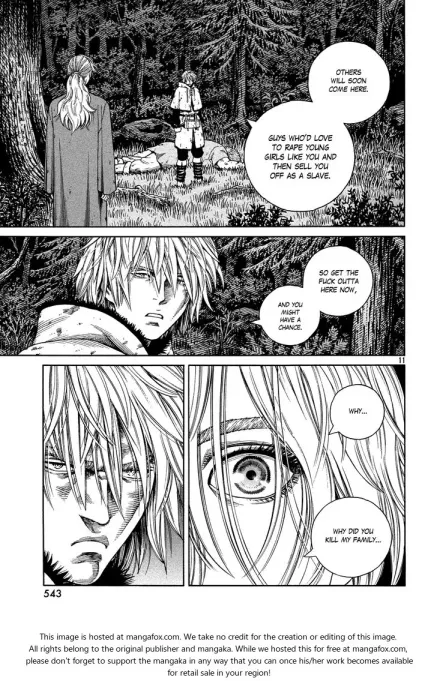 OTHERS
WILL SOON
COME HERE.
GUYS WHO'D LOVE
TO RAPE YOUNG
GIRLS LIKE YOU AND
THEN SELL YOU
OFF AS A SLAVE.
SO GET THE
FUCK OUTTA
HERE NOW,
AND YOU
MIGHT
HAVE A
CHANCE.
11
WHY...
WHY DID YOU
KILL MY FAMILY...
543
This image is hosted at mangafox.com. We take no credit for the creation or editing of this image.
All rights belong to the original publisher and mangaka. While we hosted this for free at mangafox.com,
please don't forget to support the mangaka in any way that you can once his/her work becomes available
for retail sale in your region!